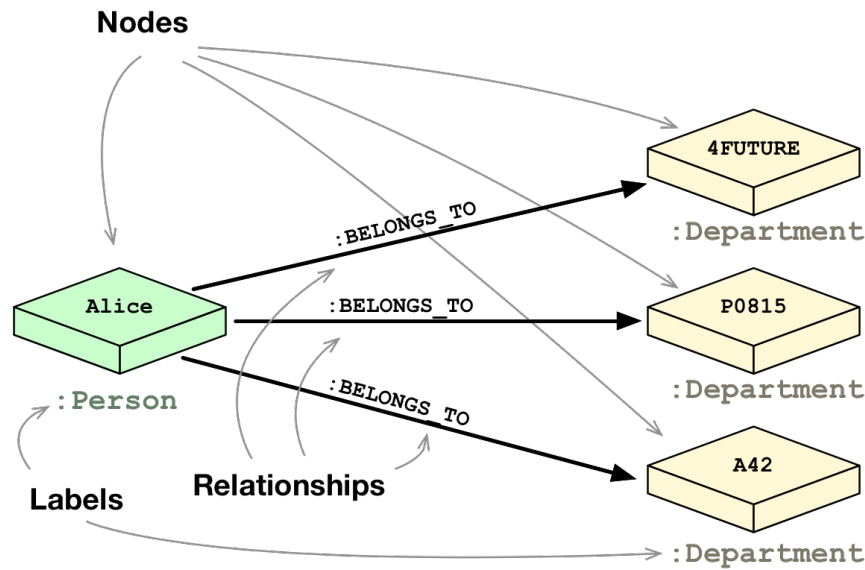 Nodes
4FUTURE
:BELONGS_TO
:Department
Alice
:BELONGS_TO
P0815
:BELONGS_TO
:Department
:Person
A42
Relationships
Labels
:Department